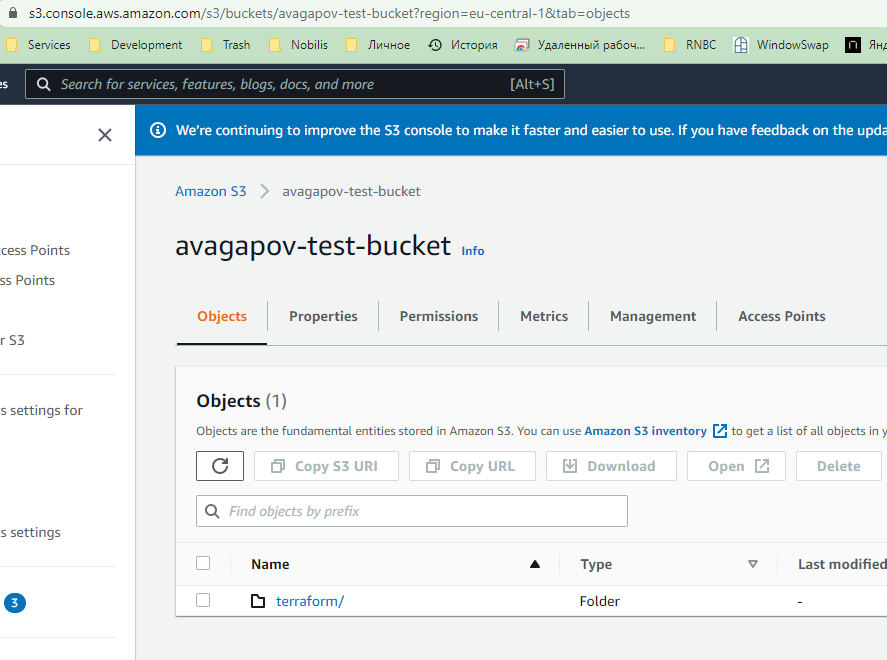 s3.console.aws.amazon.com/s3/buckets/avagapov-test-bucket?region=eu-central-1&tab=objects
Services Development Trash Nobilis Личное История Удаленный рабоч... RNBC WindowSwap Янд
es Search for services, features, blogs, docs, and more [Alt+S]
We're continuing to improve the S3 console to make it faster and easier to use. If you have feedback on the upda
Amazon S3 avagapov-test-bucket
avagapov-test-bucket Info
ccess Points
ss Points
r S3
s settings for
s settings
3
Objects Properties Permissions Metrics Management Access Points
Objects (1)
Objects are the fundamental entities stored in Amazon S3. You can use Amazon S3 inventory to get a list of all objects in y
Copy S3 URI Copy URL Download Open Delete
Find objects by prefix
Name Type Last modified
terraform/ Folder -